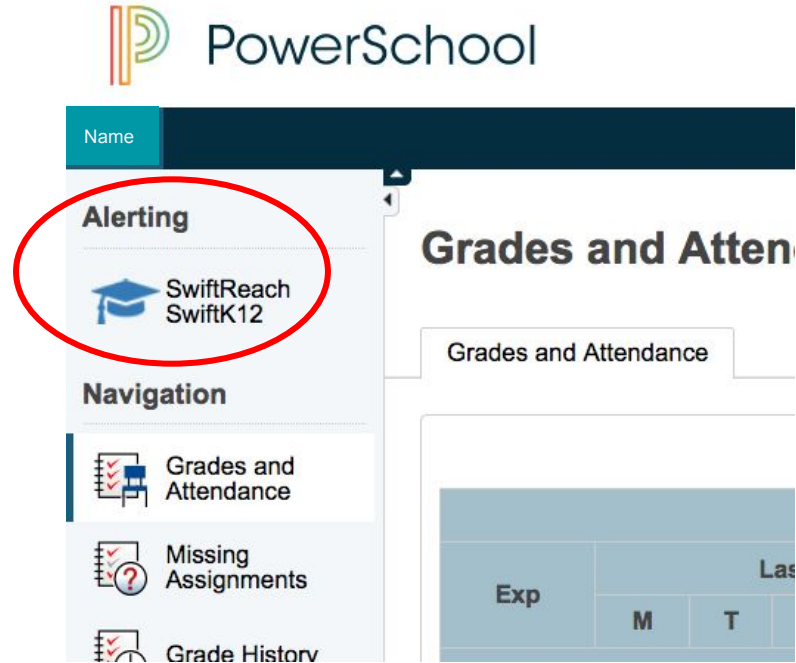 PowerSchool
Name
Alerting
SwiftReach
SwiftK12
Navigation
Grades and
Attendance
Missing
Assignments
Grade History
Grades and Atten
Grades and Attendance
Las
Exp
M T